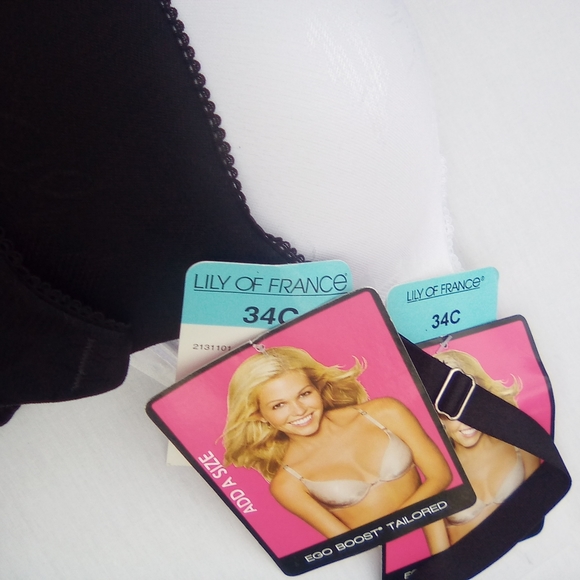 LILY OF FRANCE®
34C
2131101
ADD A SIZE
EGO BOOST® TAILORED
LILY OF FRANCE®
34C